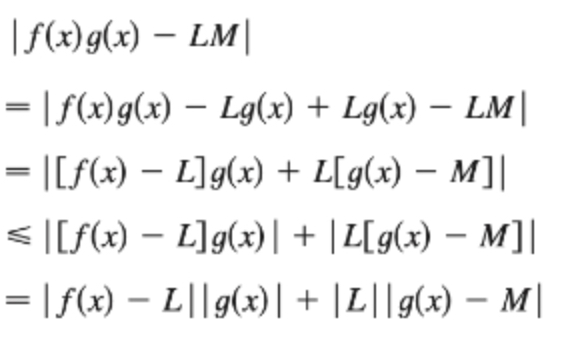 |f(x)g(x) − LM|
= |f(x)g(x) − Lg(x) + Lg(x) − LM|
= |[f(x) − L]g(x) + L[g(x) − M]|
≤ |[f(x) − L]g(x)| + |L[g(x) − M]|
= |f(x) − L||g(x)| + |L||g(x) − M|